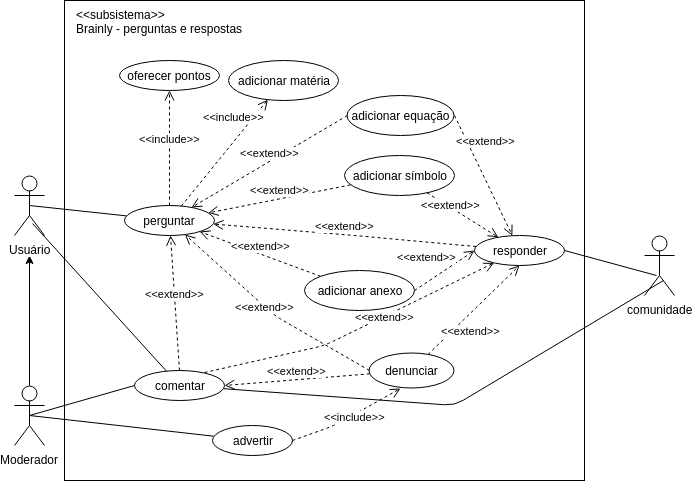 <<subsistema>>
Brainly - perguntas e respostas
oferecer pontos
adicionar matéria
adicionar equação
<<include>>
<<include>>
<<extend>>
<<extend>>
adicionar símbolo
<<extend>>
<<extend>>
perguntar
<<extend>>
Usuário
<<extend>>
responder
<<extend>>
adicionar anexo
<<extend>>
<<extend>>
comunidade
<<extend>>
<<extend>>
denunciar
<<extend>>
comentar
<<include>>
advertir
Moderador